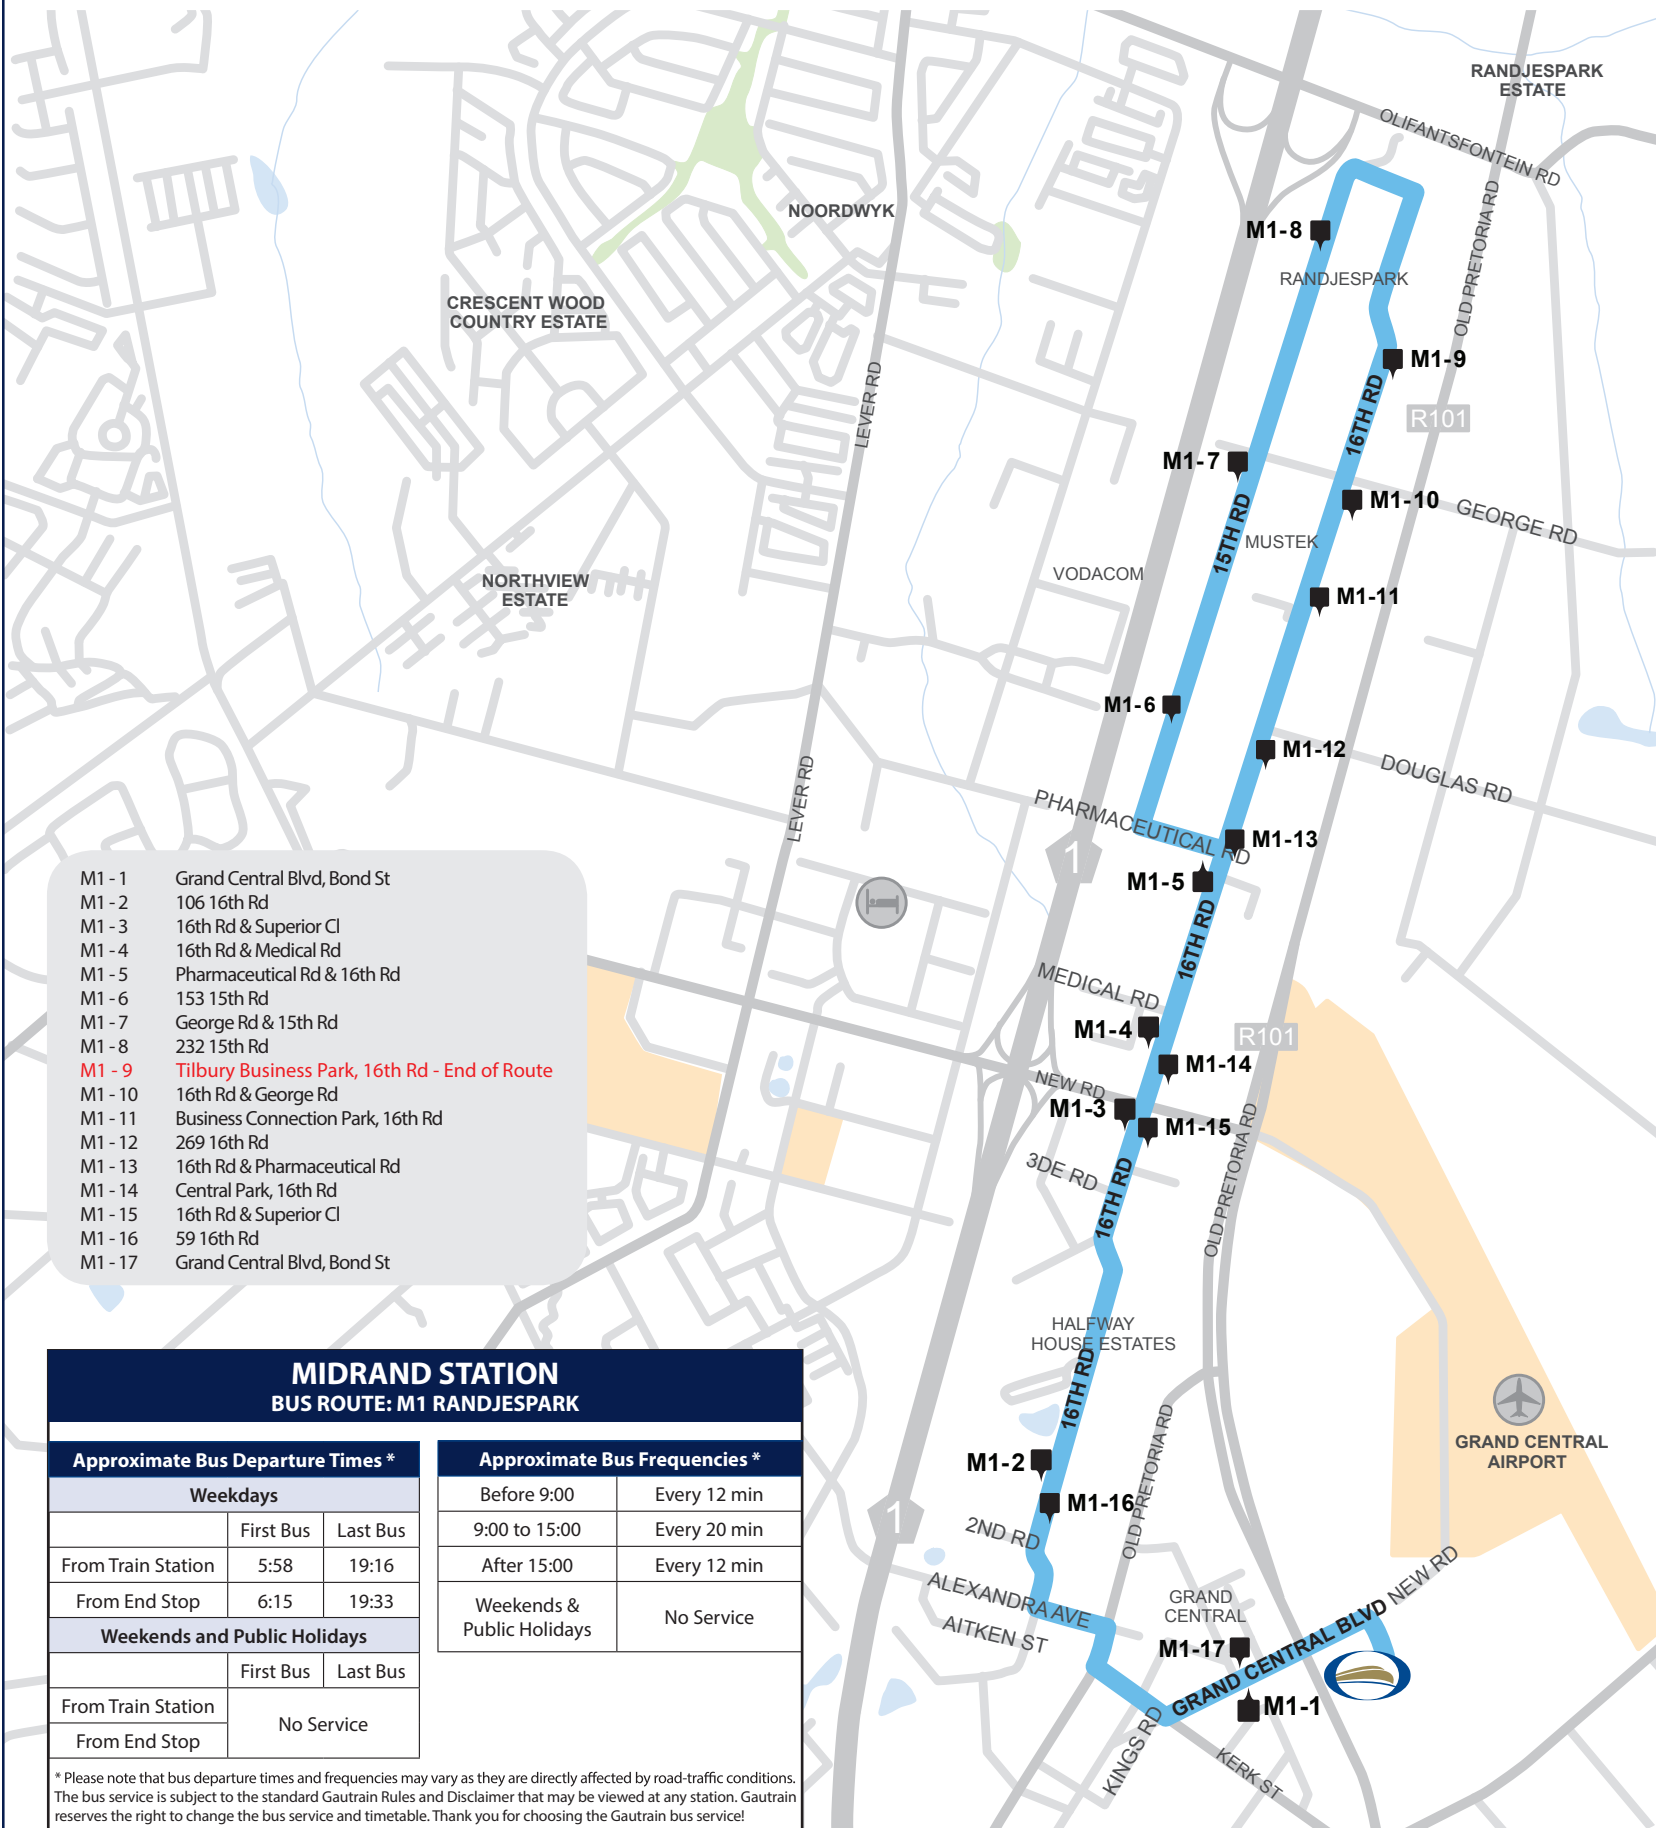 RANDJESPARK
ESTATE
OLIFANTSFONTEIN RD
NOORDWYK
M1-8
OLD PRETORIA RD
RANDJESPARK
CRESCENT WOOD
COUNTRY ESTATE
M1-9
LEVER RD
16TH RD
R101
M1-7
M1-10
GEORGE RD
15TH RD
MUSTEK
VODACOM
NORTHVIEW
ESTATE
M1-11
M1-6
M1-12
DOUGLAS RD
LEVER RD
PHARMACEUTICAL RD
M1-13
1
M1-5
16TH RD
MEDICAL RD
M1-4
R101
M1-14
NEW RD
M1-3
M1-15
3DE RD
16TH RD
OLD PRETORIA RD
HALFWAY
HOUSE ESTATES
16TH RD
GRAND CENTRAL
AIRPORT
M1-2
OLD PRETORIA RD
M1-16
1
2ND RD
ALEXANDRA AVE
AITKEN ST
GRAND
CENTRAL
NEW RD
M1-17
GRAND CENTRAL BLVD
M1-1
KINGS RD
KERK ST
M1 - 1 Grand Central Blvd, Bond St
M1 - 2 106 16th Rd
M1 - 3 16th Rd & Superior Cl
M1 - 4 16th Rd & Medical Rd
M1 - 5 Pharmaceutical Rd & 16th Rd
M1 - 6 153 15th Rd
M1 - 7 George Rd & 15th Rd
M1 - 8 232 15th Rd
M1 - 9 Tilbury Business Park, 16th Rd - End of Route
M1 - 10 16th Rd & George Rd
M1 - 11 Business Connection Park, 16th Rd
M1 - 12 269 16th Rd
M1 - 13 16th Rd & Pharmaceutical Rd
M1 - 14 Central Park, 16th Rd
M1 - 15 16th Rd & Superior Cl
M1 - 16 59 16th Rd
M1 - 17 Grand Central Blvd, Bond St
MIDRAND STATION
BUS ROUTE: M1 RANDJESPARK
Approximate Bus Departure Times *
Weekdays
First Bus Last Bus
From Train Station 5:58 19:16
From End Stop 6:15 19:33
Weekends and Public Holidays
First Bus Last Bus
From Train Station
No Service
From End Stop
Approximate Bus Frequencies *
Before 9:00 Every 12 min
9:00 to 15:00 Every 20 min
After 15:00 Every 12 min
Weekends &
Public Holidays
No Service
* Please note that bus departure times and frequencies may vary as they are directly affected by road-traffic conditions.
The bus service is subject to the standard Gautrain Rules and Disclaimer that may be viewed at any station. Gautrain
reserves the right to change the bus service and timetable. Thank you for choosing the Gautrain bus service!